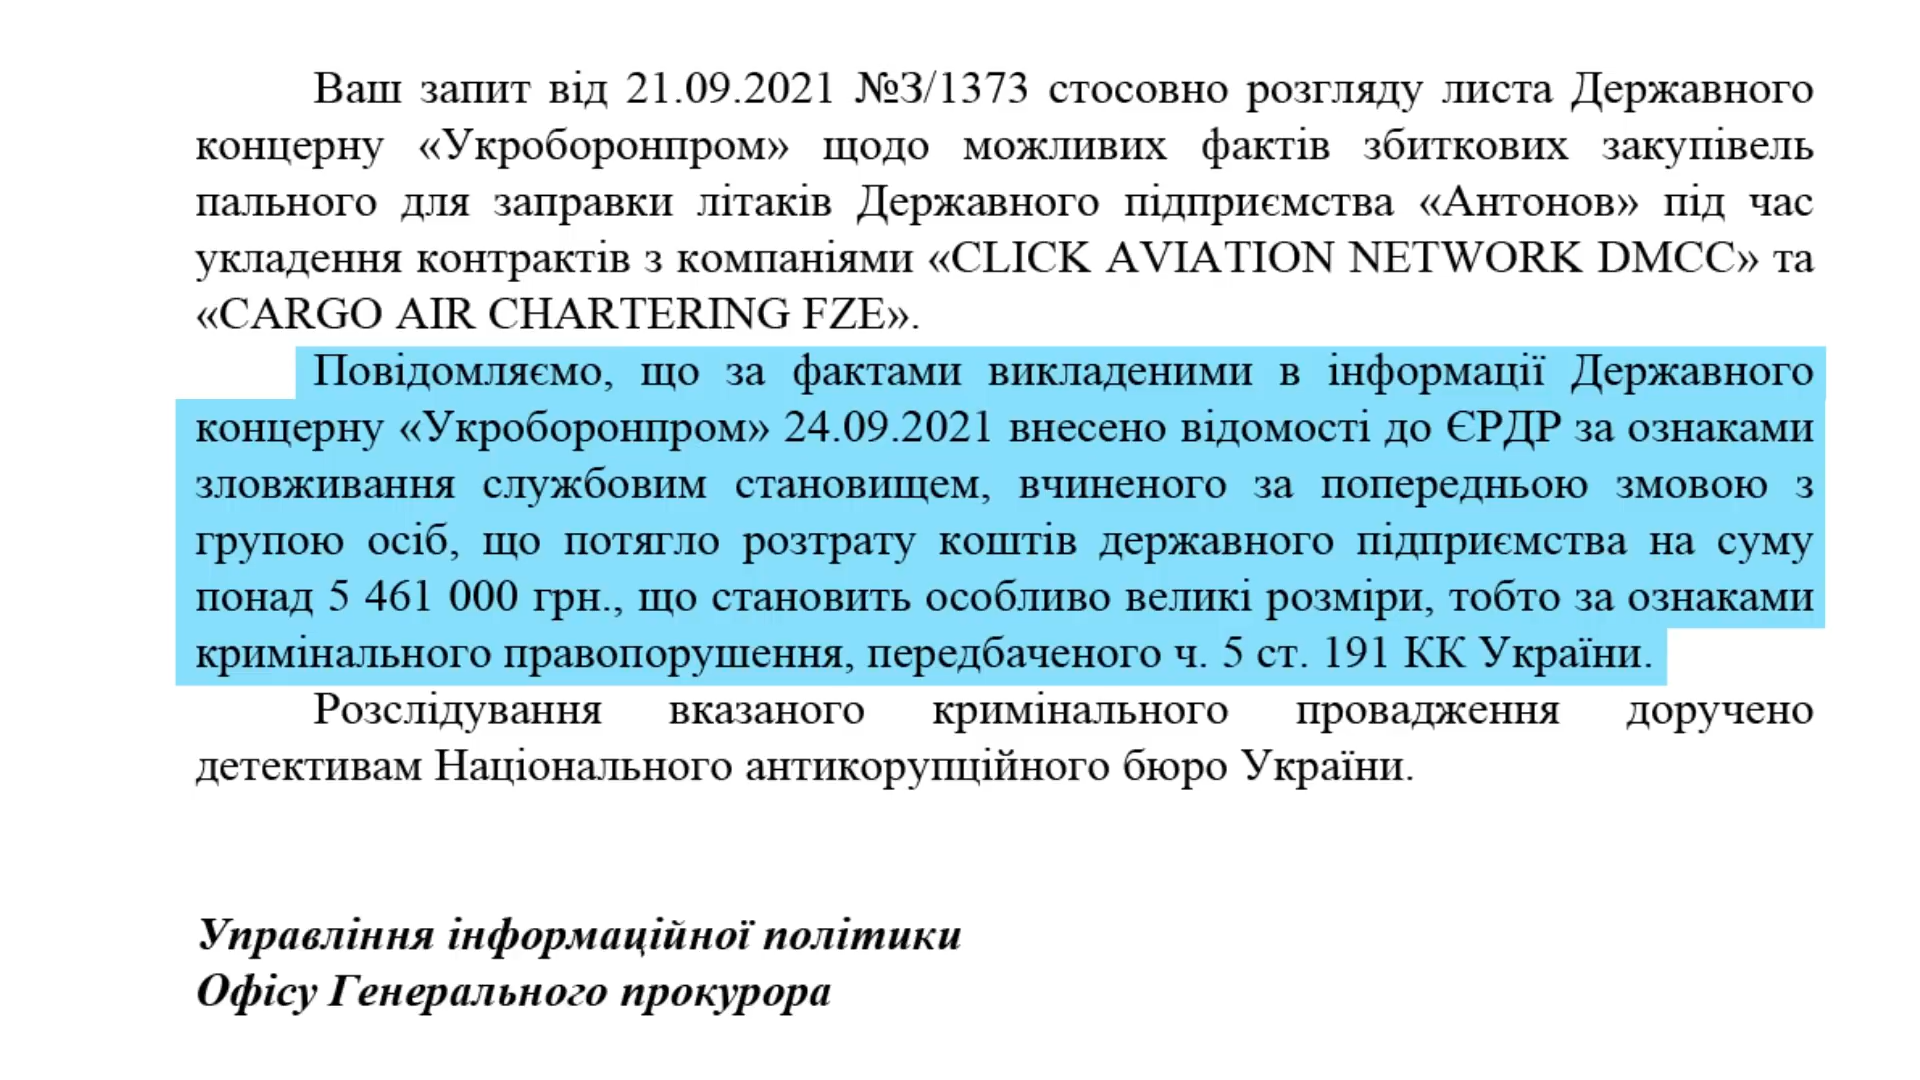 Ваш запит від 21.09.2021 №З/1373 стосовно розгляду листа Державного
концерну «Укроборонпром» щодо можливих фактів збиткових закупівель
пального для заправки літаків Державного підприємства «Антонов» під час
укладення контрактів з компаніями «CLICK AVIATION NETWORK DMCC» та
«CARGO AIR CHARTERING FZE».
Повідомляємо, що за фактами викладеними в інформації Державного
концерну «Укроборонпром» 24.09.2021 внесено відомості до ЄРДР за ознаками
зловживання службовим становищем, вчиненого за попередньою змовою з
групою осіб, що потягло розтрату коштів державного підприємства на суму
понад 5 461 000 грн., що становить особливо великі розміри, тобто за ознаками
кримінального правопорушення, передбаченого ч. 5 ст. 191 КК України.
Розслідування вказаного кримінального провадження доручено
детективам Національного антикорупційного бюро України.
Управління інформаційної політики
Офісу Генерального прокурора